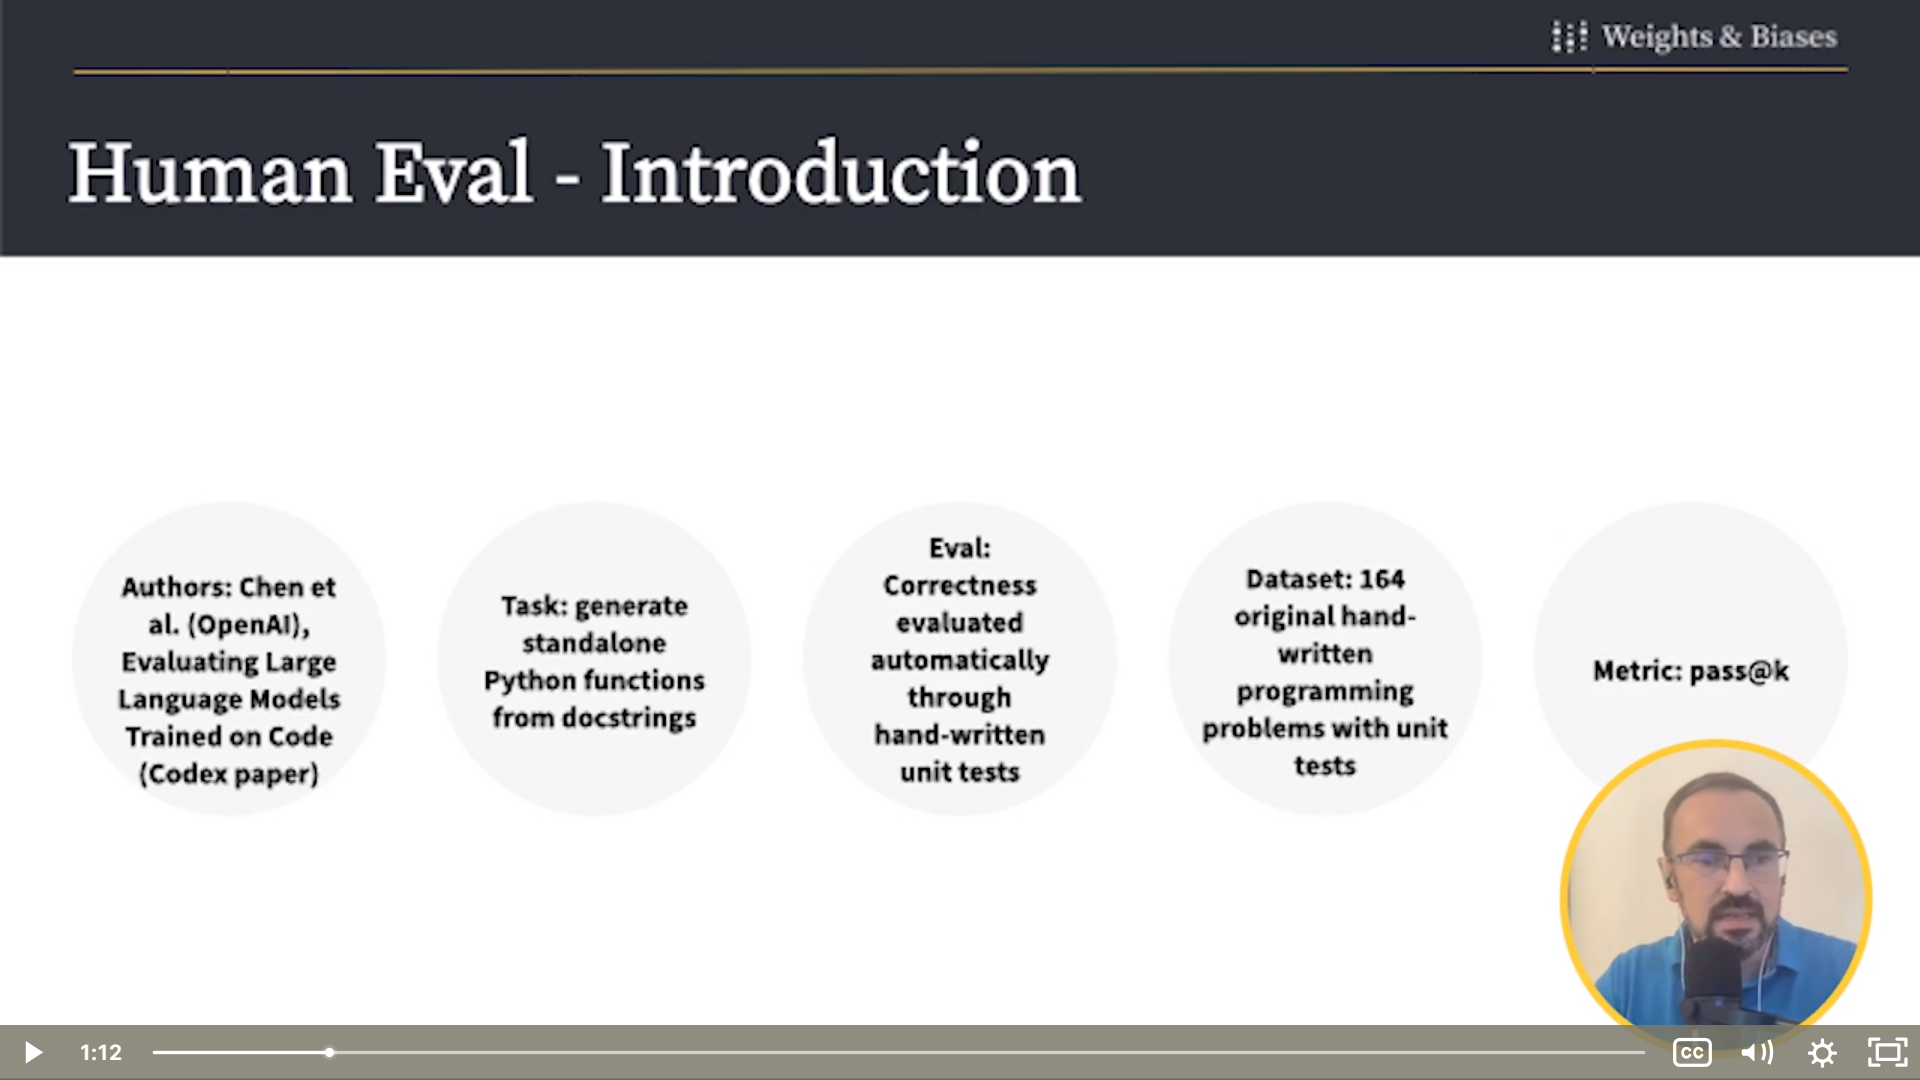 Weights & Biases
Human Eval - Introduction
Authors: Chen et
al. (OpenAI),
Evaluating Large
Language Models
Trained on Code
(Codex paper)
Task: generate
standalone
Python functions
from docstrings
Eval:
Correctness
evaluated
automatically
through
hand-written
unit tests
Dataset: 164
original hand-
written
programming
problems with unit
tests
Metric: pass@k
1:12
CC